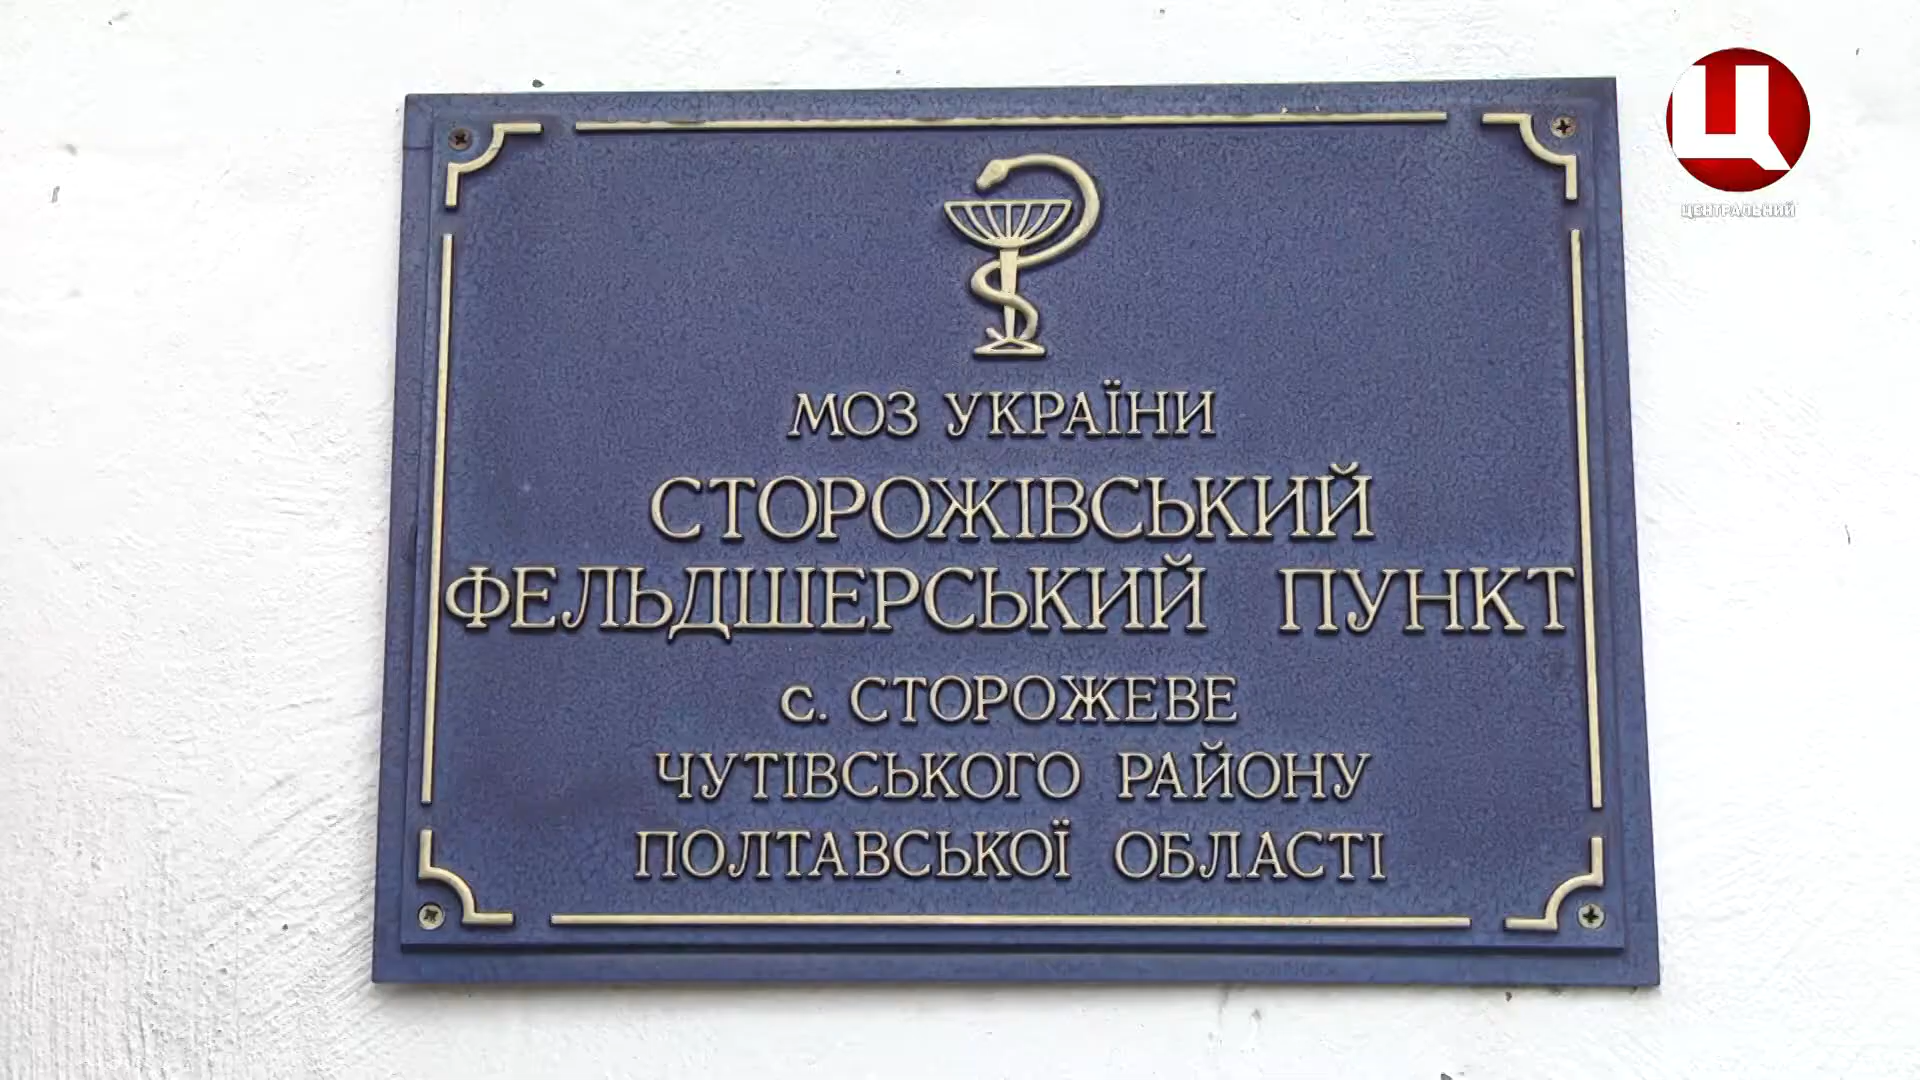 Ц
ЦЕНТРАЛЬНИЙ
МОЗ УКРАЇНИ
СТОРОЖІВСЬКИЙ
ФЕЛЬДШЕРСЬКИЙ ПУНКТ
с. СТОРОЖЕВЕ
ЧУТІВСЬКОГО РАЙОНУ
ПОЛТАВСЬКОЇ ОБЛАСТІ